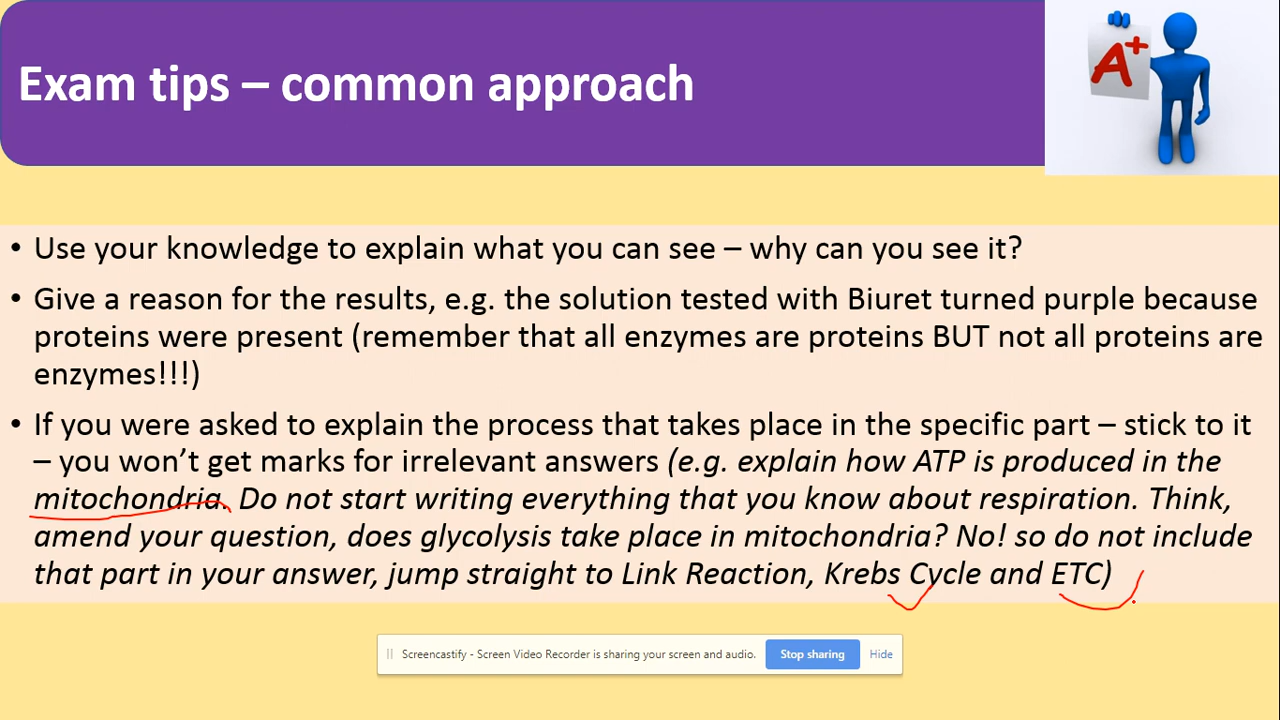 Exam tips – common approach
A+
• Use your knowledge to explain what you can see – why can you see it?
• Give a reason for the results, e.g. the solution tested with Biuret turned purple because
proteins were present (remember that all enzymes are proteins BUT not all proteins are
enzymes!!!)
• If you were asked to explain the process that takes place in the specific part – stick to it
– you won’t get marks for irrelevant answers (e.g. explain how ATP is produced in the
mitochondria. Do not start writing everything that you know about respiration. Think,
amend your question, does glycolysis take place in mitochondria? No! so do not include
that part in your answer, jump straight to Link Reaction, Krebs Cycle and ETC)
Screencastify - Screen Video Recorder is sharing your screen and audio. Stop sharing Hide